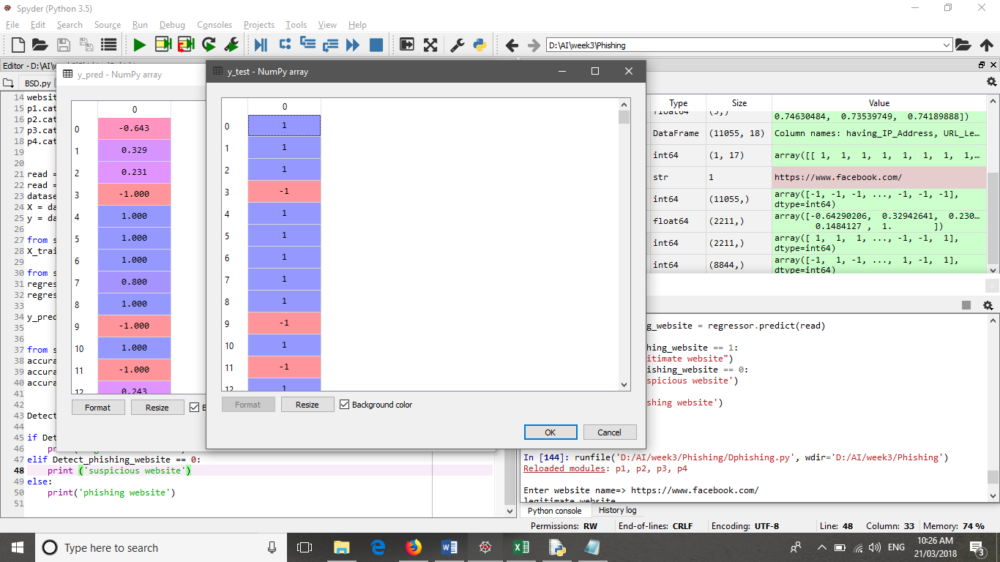 Spyder (Python 3.5)
File Edit Search Source Run Debug Consoles Projects Tools View Help
D:\AI\week3\Phishing
Editor - D:\AI\w
BSD.py
14 websit
15 p1.cat
16 p2.cat
17 p3.cat
18 p4.cat
19
20
21 read =
22 read =
23 datase
24 X = da
25 y = da
26
27 from s
28 X_trai
29
30 from s
31 regres
32 regres
33
34 y_pred
35
36
37 from s
38 accura
39 accura
40 accura
41
42
43 Detect
44
45 if Det
46 pr
47 elif Detect_phishing_website == 0:
48 print ('suspicious website')
49 else:
50 print('phishing website')
51
y_pred - NumPy array
0
0 -0.643
1 0.329
2 0.231
3 -1.000
4 1.000
5 1.000
6 1.000
7 0.800
8 1.000
9 -1.000
10 1.000
11 -1.000
12 0.243
Format Resize B
y_test - NumPy array
0
0 1
1 1
2 1
3 -1
4 1
5 1
6 1
7 1
8 1
9 -1
10 1
11 -1
12 1
Format Resize Background color
OK Cancel
Type Size Value
float64 (5,) 0.74630484, 0.73539749, 0.74189888])
DataFrame (11055, 18) Column names: having_IP_Address, URL_Le…
int64 (1, 17) array([[ 1, 1, 1, 1, 1, 1, 1, 1,…
str 1 https://www.facebook.com/
int64 (11055,) array([-1, -1, -1, ..., -1, -1, -1],
dtype=int64)
float64 (2211,) array([-0.64290206, 0.32942641, 0.230…
0.1484127 , 1. ])
int64 (2211,) array([ 1, 1, 1, ..., -1, -1, 1],
dtype=int64)
int64 (8844,) array([-1, 1, -1, ..., 1, -1, 1],
dtype=int64)
g_website = regressor.predict(read)
hing_website == 1:
itimate website")
ishing_website == 0:
spicious website')
shing website')
In [144]: runfile('D:/AI/week3/Phishing/Dphishing.py', wdir='D:/AI/week3/Phishing')
Reloaded modules: p1, p2, p3, p4
Enter website name=> https://www.facebook.com/
legitimate website
Python console History log
Permissions: RW End-of-lines: CRLF Encoding: UTF-8 Line: 48 Column: 33 Memory: 74 %
Type here to search
ENG
10:26 AM
21/03/2018
3